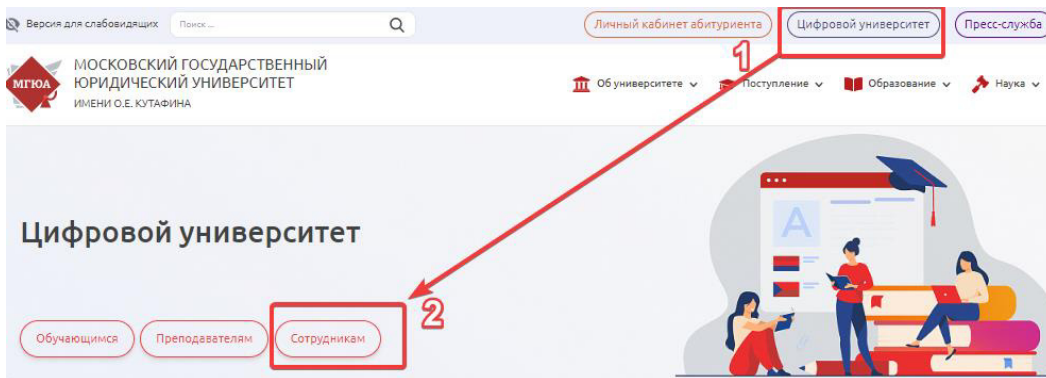 Версия для слабовидящих Поиск ... Личный кабинет абитуриента Цифровой университет Пресс-служба
1
МГЮА
МОСКОВСКИЙ ГОСУДАРСТВЕННЫЙ
ЮРИДИЧЕСКИЙ УНИВЕРСИТЕТ
ИМЕНИ О.Е. КУТАФИНА
Об университете Поступление Образование Наука
A
Цифровой университет
2
Обучающимся Преподавателям Сотрудникам